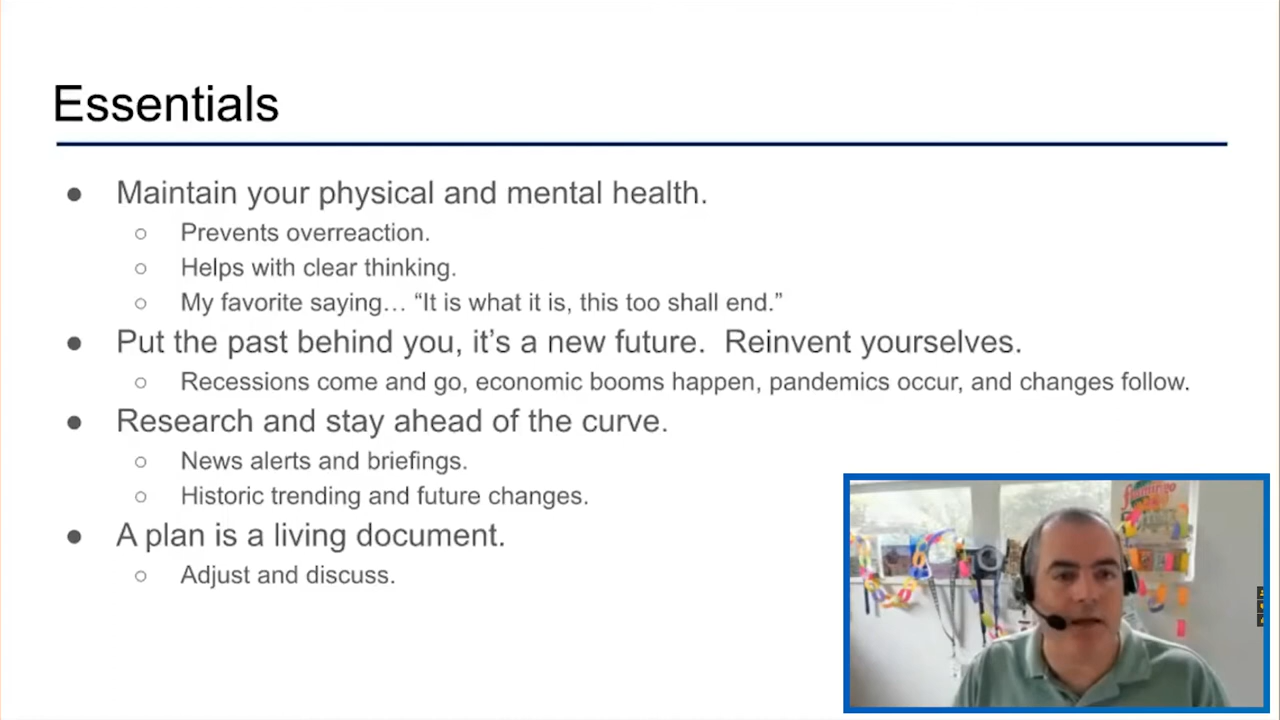 Essentials
● Maintain your physical and mental health.
○ Prevents overreaction.
○ Helps with clear thinking.
○ My favorite saying… “It is what it is, this too shall end.”
● Put the past behind you, it’s a new future.  Reinvent yourselves.
○ Recessions come and go, economic booms happen, pandemics occur, and changes follow.
● Research and stay ahead of the curve.
○ News alerts and briefings.
○ Historic trending and future changes.
● A plan is a living document.
○ Adjust and discuss.